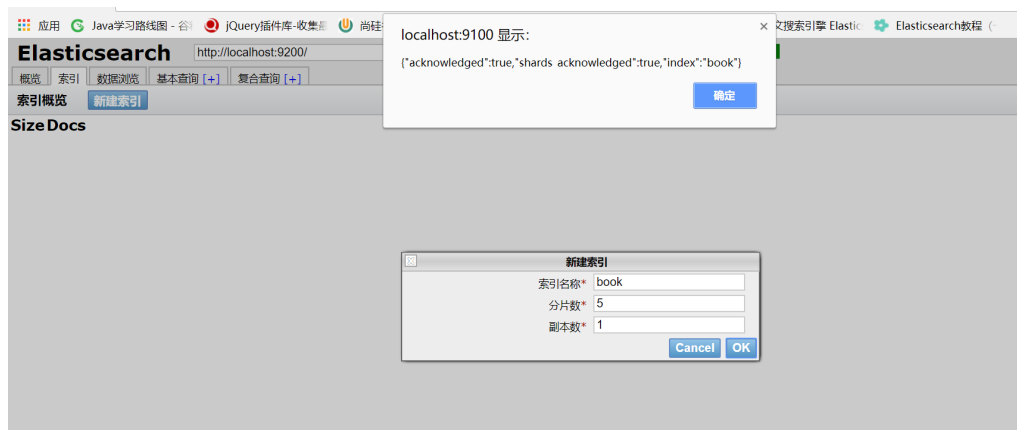 应用 Java学习路线图 - 谷 jQuery插件库-收集最 尚硅 文搜索引擎 Elastic Elasticsearch教程 (
localhost:9100 显示:
{"acknowledged":true,"shards acknowledged":true,"index":"book"}
确定
Elasticsearch http://localhost:9200/
概览 索引 数据浏览 基本查询 [+] 复合查询 [+]
索引概览 新建索引
Size Docs
新建索引
索引名称* book
分片数* 5
副本数* 1
Cancel OK